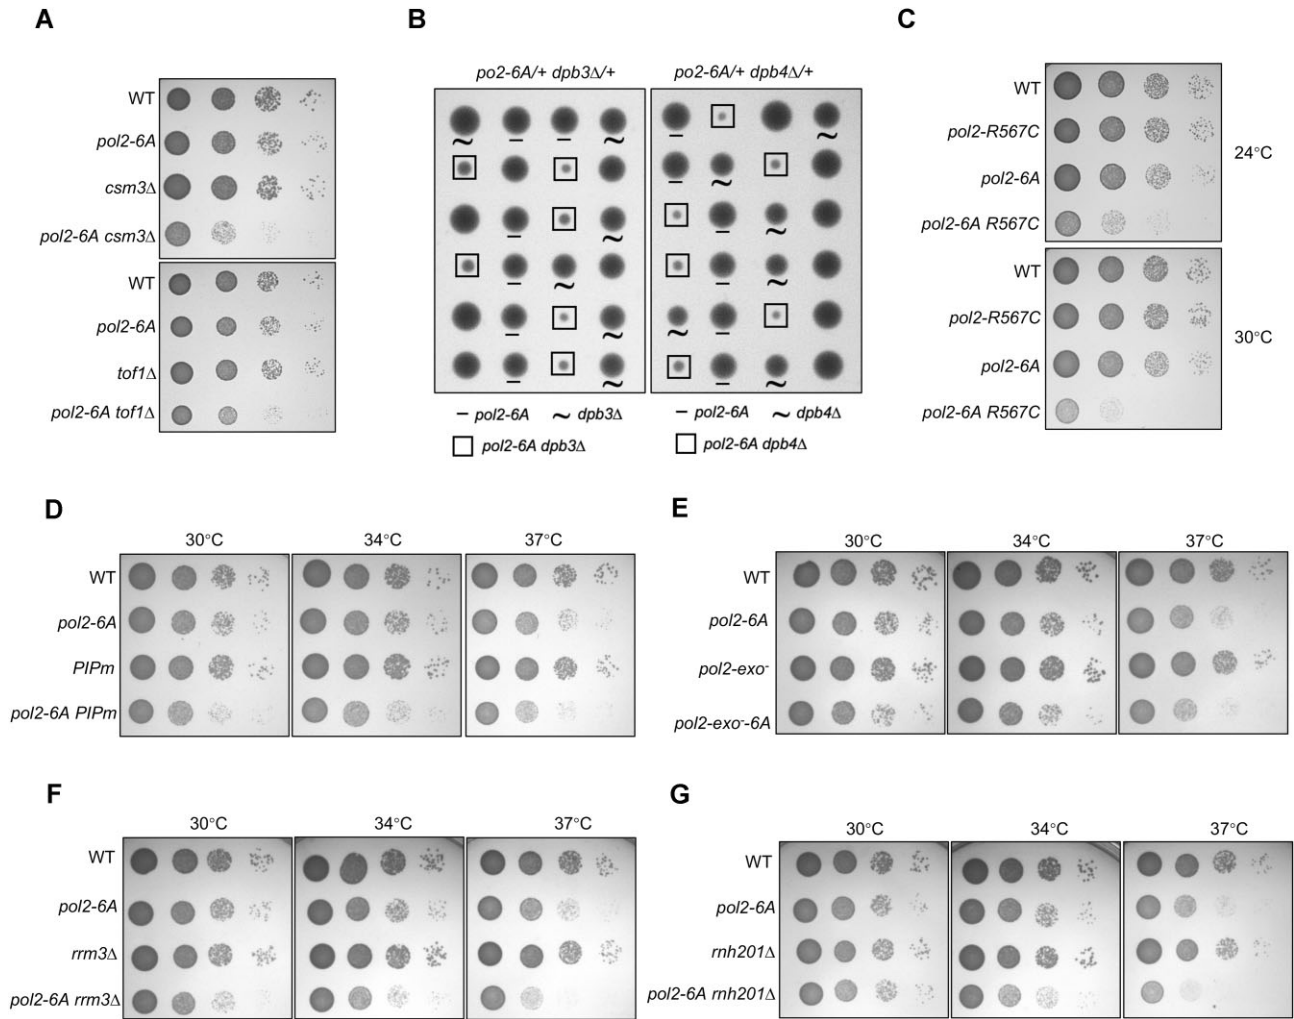 A
WT
pol2-6A
csm3Δ
pol2-6A csm3Δ
WT
pol2-6A
tof1Δ
pol2-6A tof1Δ
B
po2-6A/+ dpb3Δ/+
po2-6A/+ dpb4Δ/+
– pol2-6A ~ dpb3Δ
pol2-6A dpb3Δ
– pol2-6A ~ dpb4Δ
pol2-6A dpb4Δ
C
WT
pol2-R567C
pol2-6A
pol2-6A R567C
24°C
WT
pol2-R567C
pol2-6A
pol2-6A R567C
30°C
D
30°C 34°C 37°C
WT
pol2-6A
PIPm
pol2-6A PIPm
E
30°C 34°C 37°C
WT
pol2-6A
pol2-exo-
pol2-exo--6A
F
30°C 34°C 37°C
WT
pol2-6A
rrm3Δ
pol2-6A rrm3Δ
G
30°C 34°C 37°C
WT
pol2-6A
rnh201Δ
pol2-6A rnh201Δ